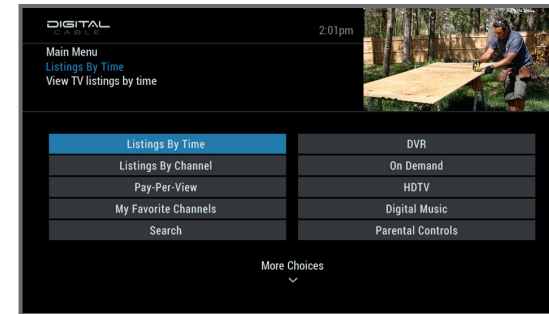 DIGITAL
CABLE
2:01pm
Main Menu
Listings By Time
View TV listings by time
Listings By Time
DVR
Listings By Channel
On Demand
Pay-Per-View
HDTV
My Favorite Channels
Digital Music
Search
Parental Controls
More Choices